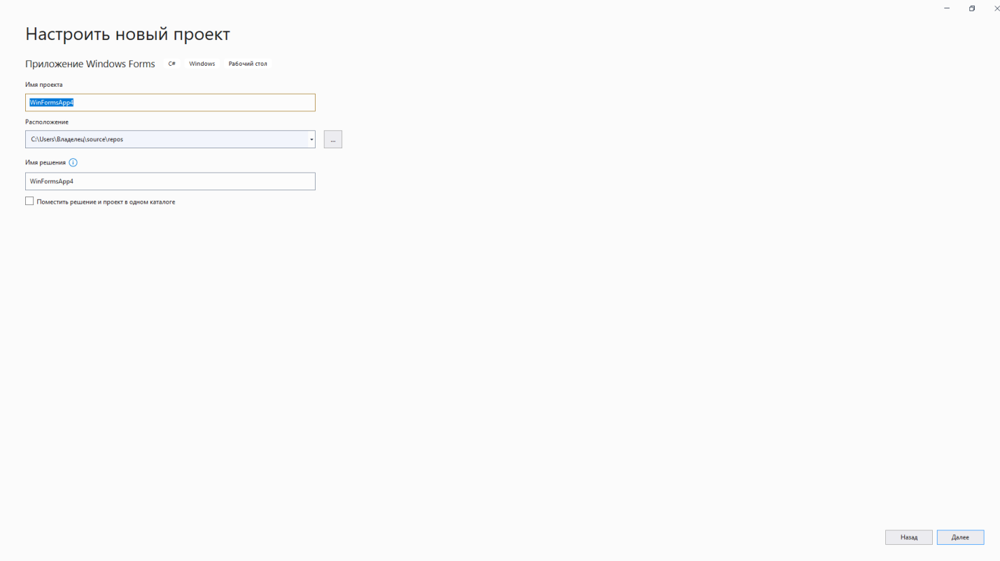 Настроить новый проект
Приложение Windows Forms C# Windows Рабочий стол
Имя проекта
WinFormsApp4
Расположение
C:\Users\Владелец\source\repos
...
Имя решения
WinFormsApp4
Поместить решение и проект в одном каталоге
Назад Далее